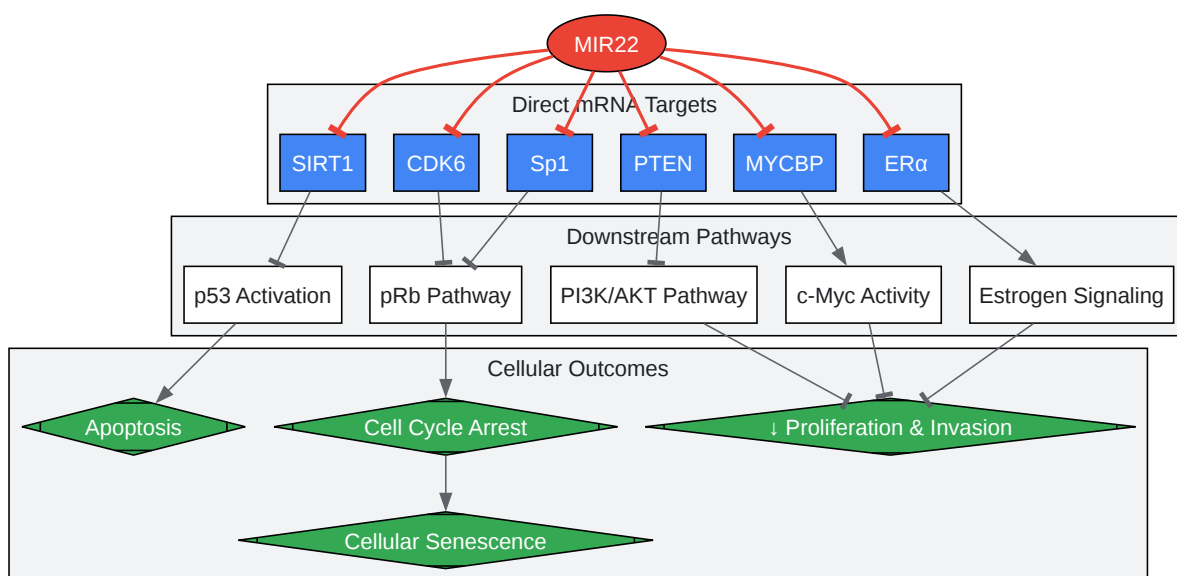 MIR22
Direct mRNA Targets
SIRT1
CDK6
Sp1
PTEN
MYCBP
ERα
Downstream Pathways
p53 Activation
pRb Pathway
PI3K/AKT Pathway
c-Myc Activity
Estrogen Signaling
Cellular Outcomes
Apoptosis
Cell Cycle Arrest
↓ Proliferation & Invasion
Cellular Senescence